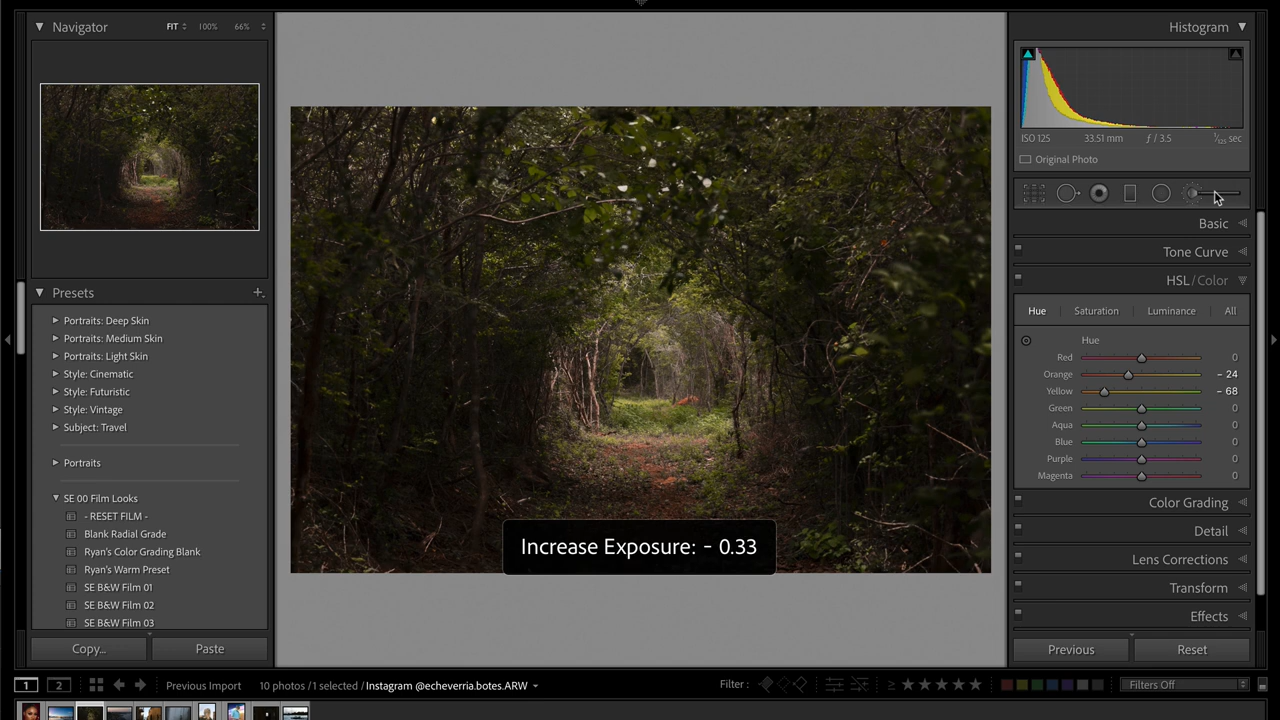 Navigator
FIT 100% 66%
Presets
Portraits: Deep Skin
Portraits: Medium Skin
Portraits: Light Skin
Style: Cinematic
Style: Futuristic
Style: Vintage
Subject: Travel
Portraits
SE 00 Film Looks
- RESET FILM -
Blank Radial Grade
Ryan's Color Grading Blank
Ryan's Warm Preset
SE B&W Film 01
SE B&W Film 02
SE B&W Film 03
Copy... Paste
Increase Exposure: - 0.33
Histogram
ISO 125 33.51 mm ƒ / 3.5 1/125 sec
Original Photo
Basic
Tone Curve
HSL / Color
Hue Saturation Luminance All
Hue
Red 0
Orange - 24
Yellow - 68
Green 0
Aqua 0
Blue 0
Purple 0
Magenta 0
Color Grading
Detail
Lens Corrections
Transform
Effects
Previous Reset
1 2 Previous Import 10 photos / 1 selected / Instagram @echeverria.botes.ARW Filter : ≥ ★ ★ ★ ★ ★ Filters Off